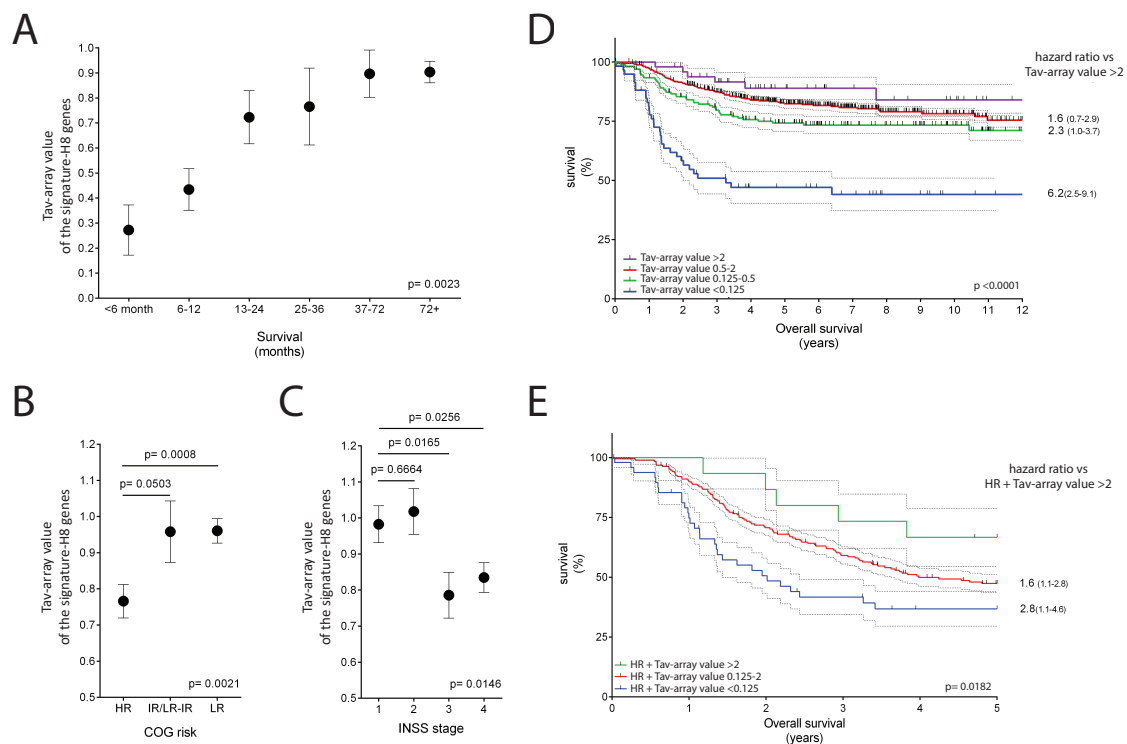 A
Tav-array value
of the signature-H8 genes
1.0
0.9
0.8
0.7
0.6
0.5
0.4
0.3
0.2
0.1
0.0
p= 0.0023
<6 month
6-12
13-24
25-36
37-72
72+
Survival
(months)
B
Tav-array value
of the signature-H8 genes
1.2
1.1
1.0
0.9
0.8
0.7
0.6
0.5
p= 0.0008
p= 0.0503
p= 0.0021
HR
IR/LR-IR
LR
COG risk
C
Tav-array value
of the signature-H8 genes
1.2
1.1
1.0
0.9
0.8
0.7
0.6
0.5
p= 0.0256
p= 0.0165
p= 0.6664
p= 0.0146
1
2
3
4
INSS stage
D
survival
(%)
100
75
50
25
0
hazard ratio vs
Tav-array value >2
1.6 (0.7-2.9)
2.3 (1.0-3.7)
6.2(2.5-9.1)
Tav-array value >2
Tav-array value 0.5-2
Tav-array value 0.125-0.5
Tav-array value <0.125
p <0.0001
0
1
2
3
4
5
6
7
8
9
10
11
12
Overall survival
(years)
E
survival
(%)
100
75
50
25
0
hazard ratio vs
HR + Tav-array value >2
1.6 (1.1-2.8)
2.8(1.1-4.6)
HR + Tav-array value >2
HR + Tav-array value 0.125-2
HR + Tav-array value <0.125
p= 0.0182
0
1
2
3
4
5
Overall survival
(years)